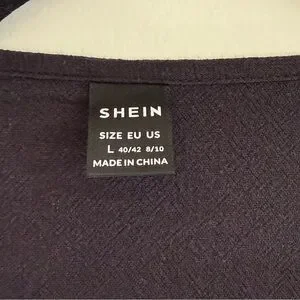 SHEIN
SIZE EU US
L 40/42 8/10
MADE IN CHINA